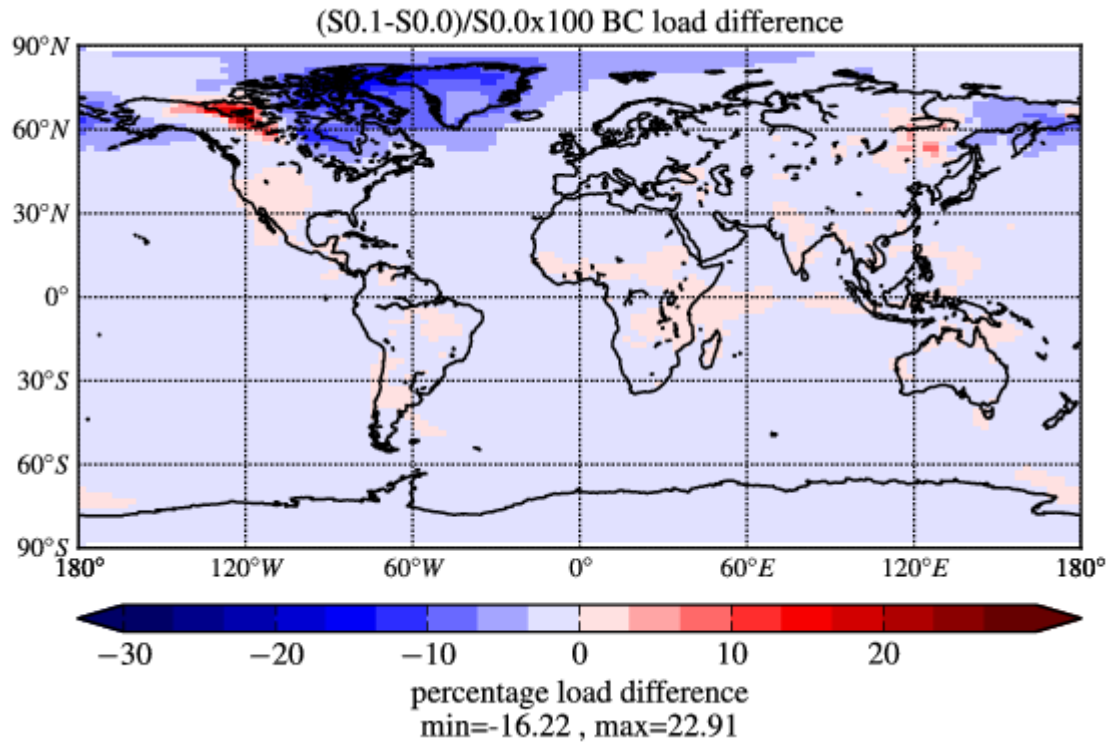 (S0.1-S0.0)/S0.0x100 BC load difference
90°N
60°N
30°N
0°
30°S
60°S
90°S
180° 120°W 60°W 0° 60°E 120°E 180°
−30 −20 −10 0 10 20
percentage load difference
min=-16.22 , max=22.91